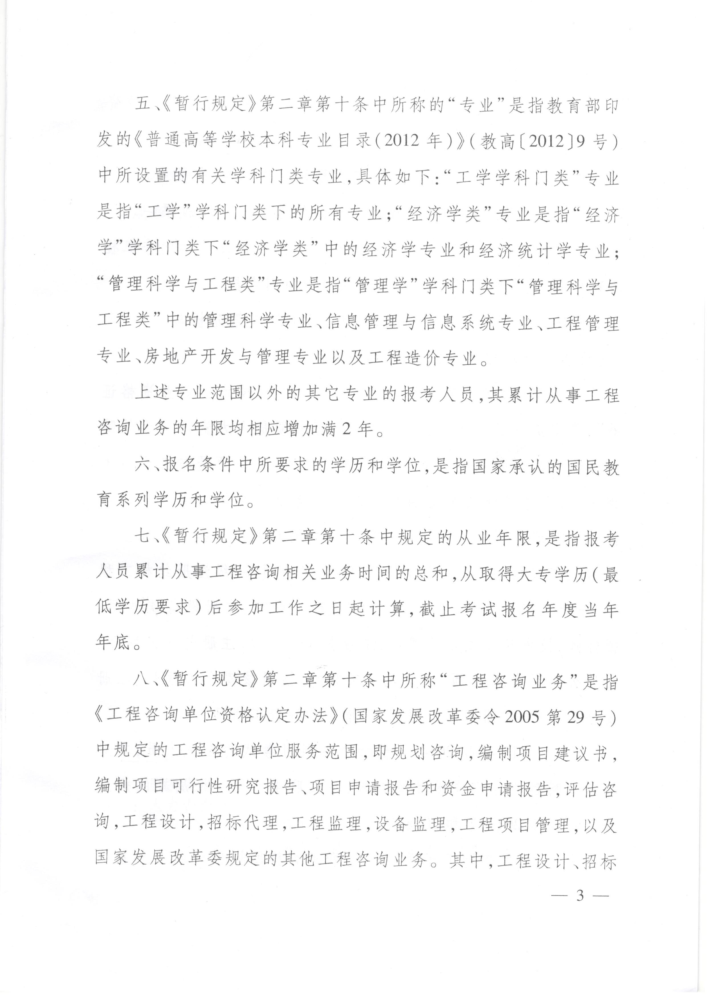 五、《暂行规定》第二章第十条中所称的“专业”是指教育部印
发的《普通高等学校本科专业目录(2012 年)》(教高〔2012〕9 号)
中所设置的有关学科门类专业,具体如下:“工学学科门类”专业
是指“工学”学科门类下的所有专业;“经济学类”专业是指“经济
学”学科门类下“经济学类”中的经济学专业和经济统计学专业;
“管理科学与工程类”专业是指“管理学”学科门类下“管理科学与
工程类”中的管理科学专业、信息管理与信息系统专业、工程管理
专业、房地产开发与管理专业以及工程造价专业。
上述专业范围以外的其它专业的报考人员,其累计从事工程
咨询业务的年限均相应增加满 2 年。
六、报名条件中所要求的学历和学位,是指国家承认的国民教
育系列学历和学位。
七、《暂行规定》第二章第十条中规定的从业年限,是指报考
人员累计从事工程咨询相关业务时间的总和,从取得大专学历(最
低学历要求)后参加工作之日起计算,截止考试报名年度当年
年底。
八、《暂行规定》第二章第十条中所称“工程咨询业务”是指
《工程咨询单位资格认定办法》(国家发展改革委令 2005 第 29 号)
中规定的工程咨询单位服务范围,即规划咨询,编制项目建议书,
编制项目可行性研究报告、项目申请报告和资金申请报告,评估咨
询,工程设计,招标代理,工程监理,设备监理,工程项目管理,以及
国家发展改革委规定的其他工程咨询业务。其中,工程设计、招标
— 3 —